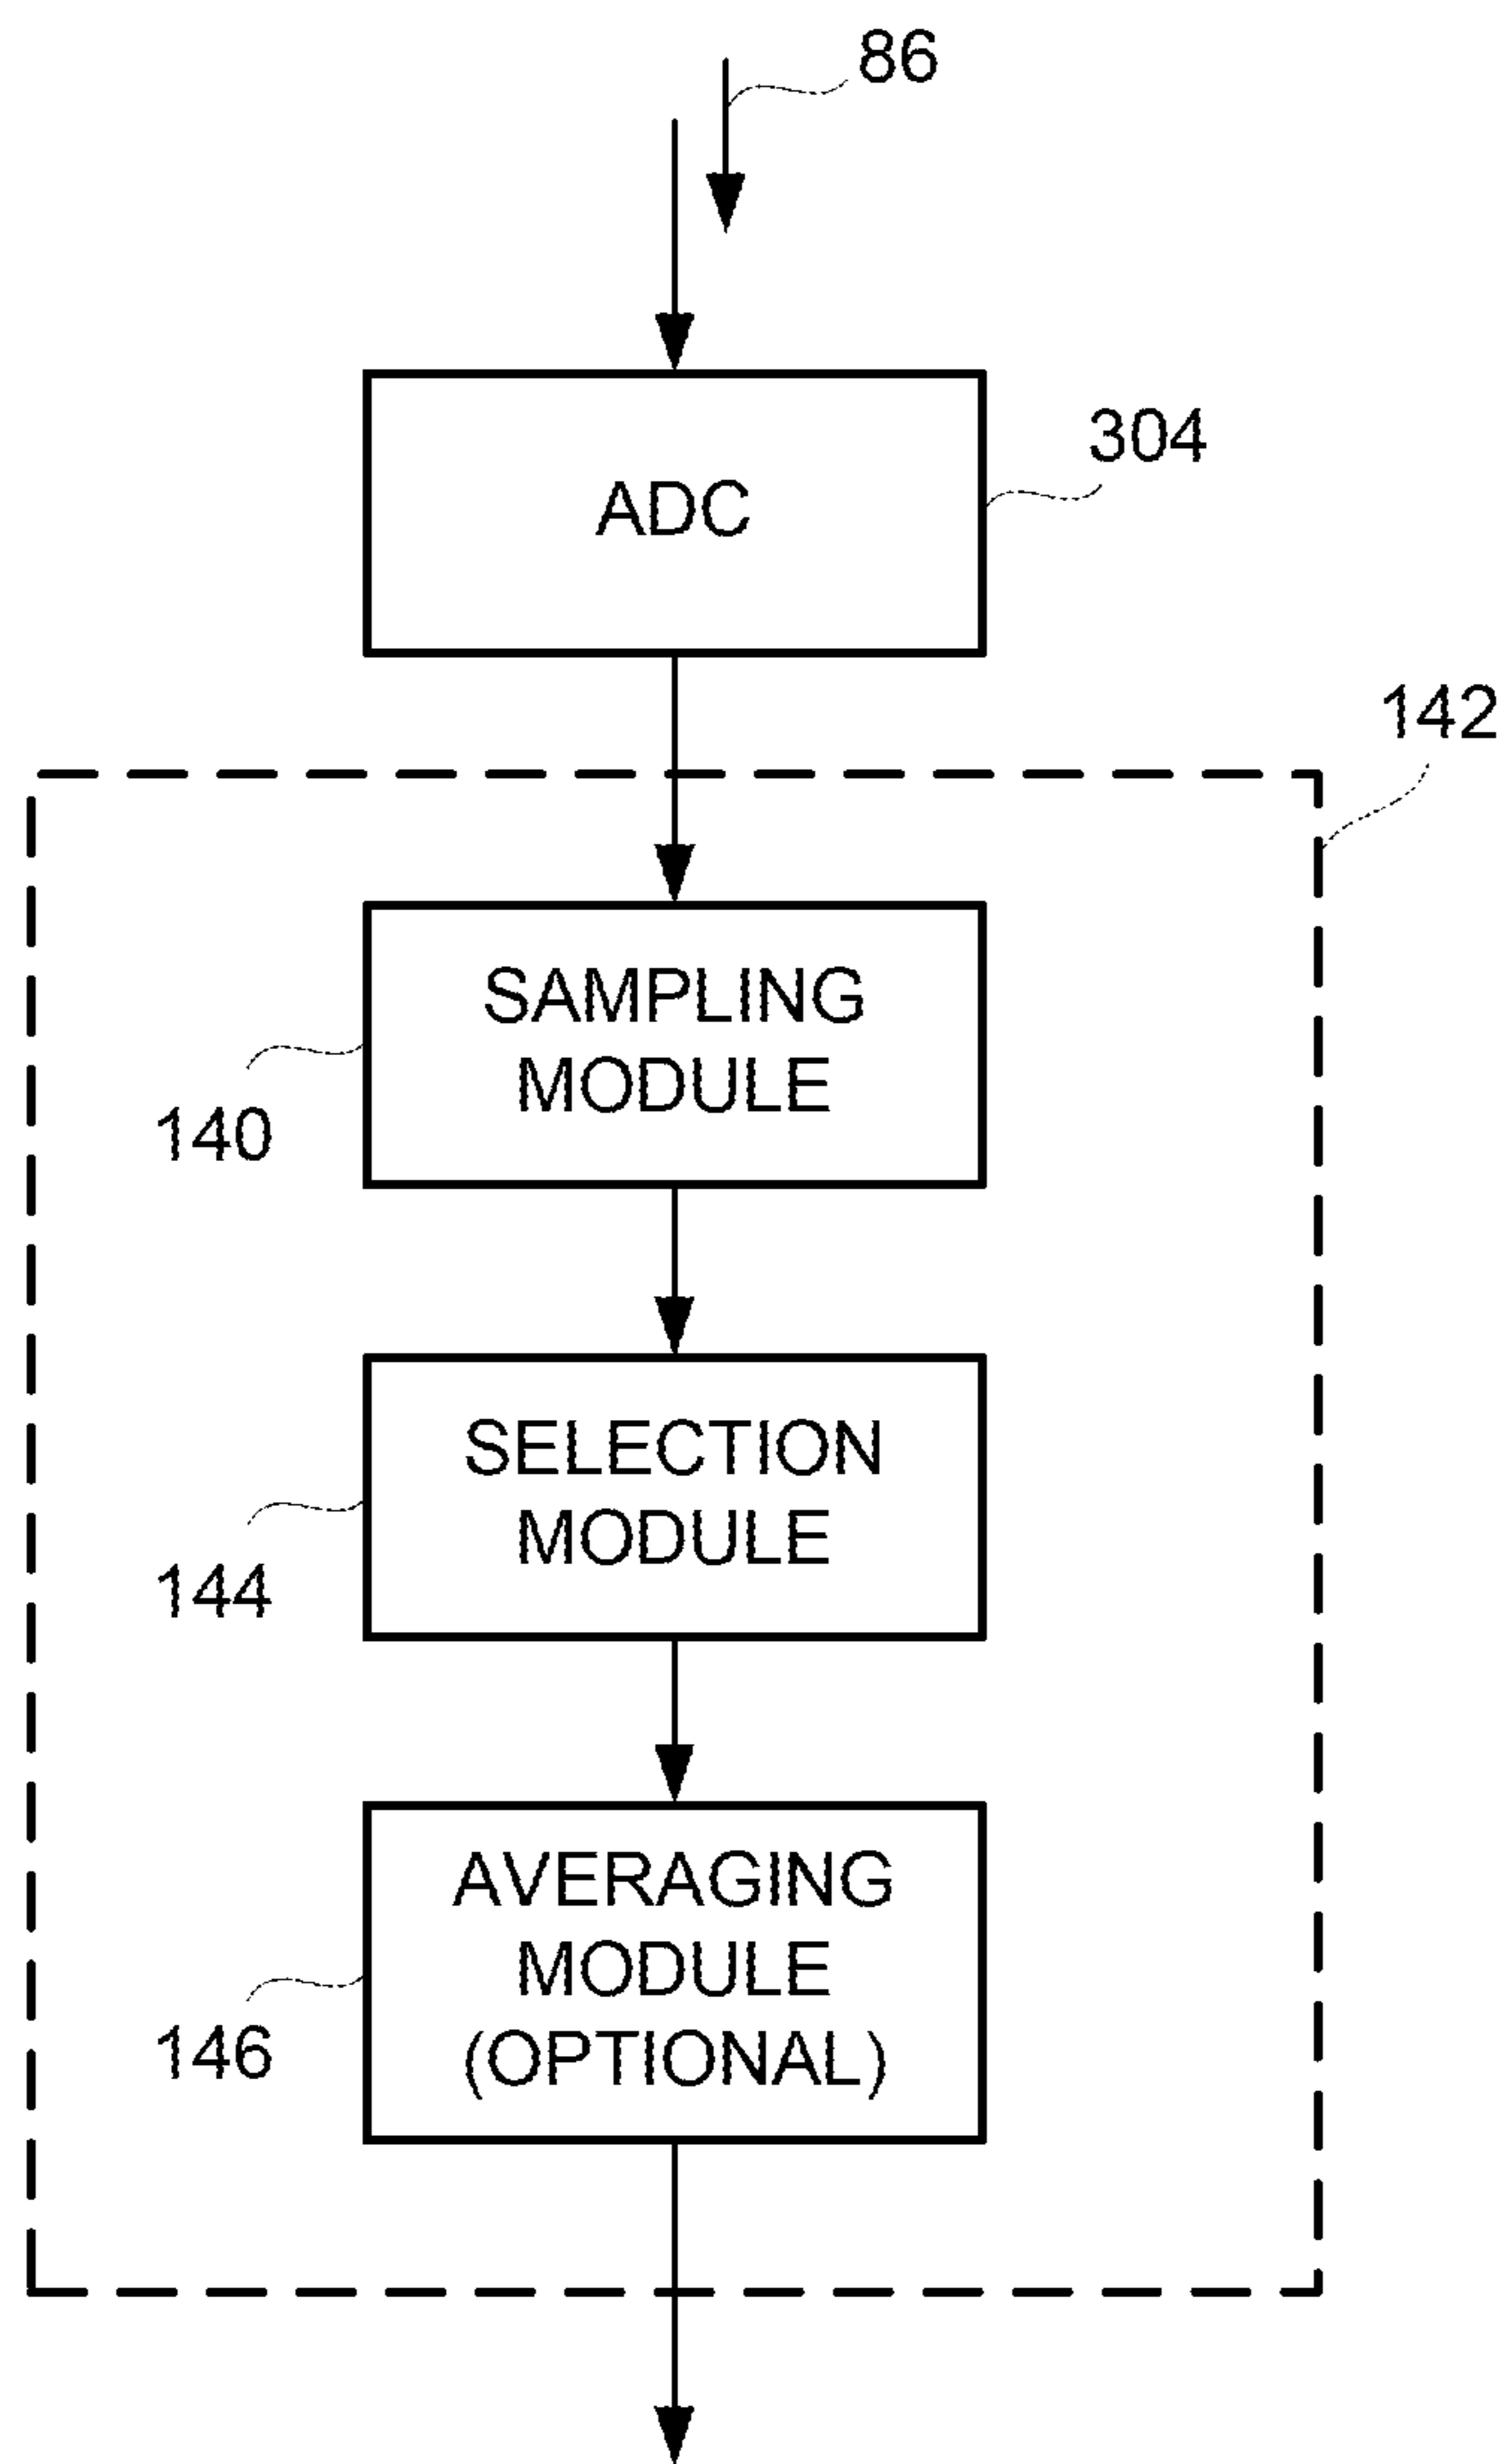 86
304
ADC
142
SAMPLING
MODULE
140
SELECTION
MODULE
144
AVERAGING
MODULE
(OPTIONAL)
146